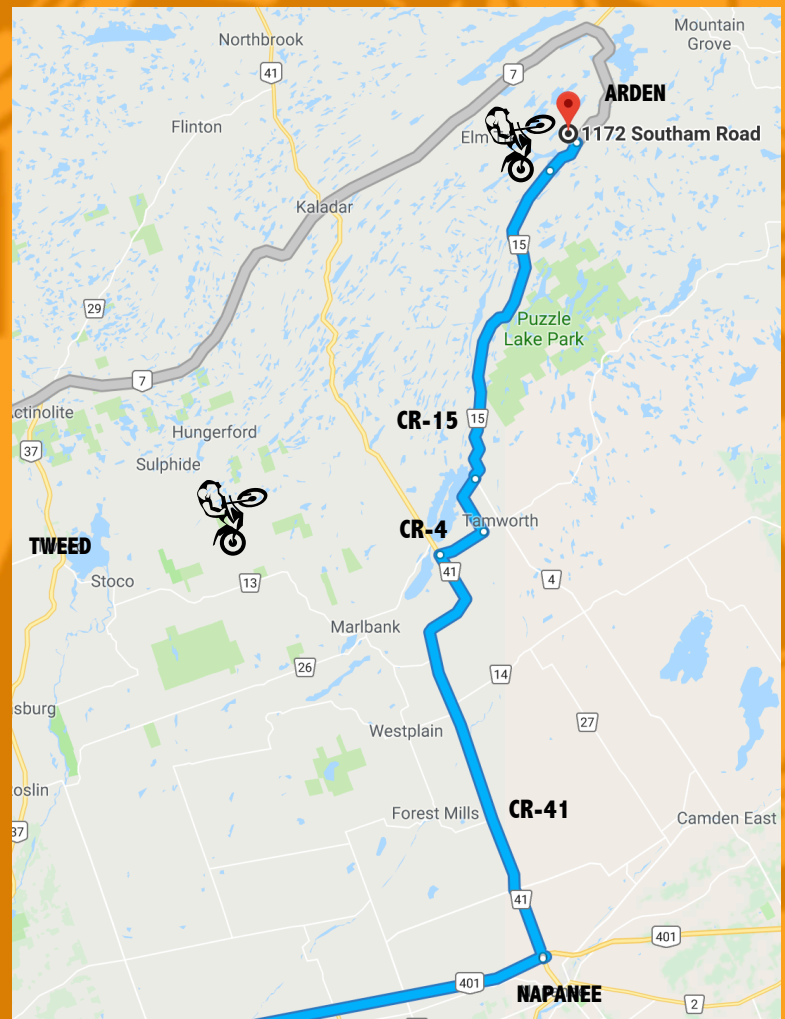 Mountain
Grove
Northbrook
41
7
ARDEN
Flinton
Elm
1172 Southam Road
Kaladar
15
29
Puzzle
Lake Park
7
Actinolite
CR-15
15
37
Hungerford
Sulphide
Tamworth
CR-4
TWEED
41
4
Stoco
13
Marlbank
26
14
27
Westplain
CR-41
Forest Mills
Camden East
37
41
401
401
NAPANEE
2